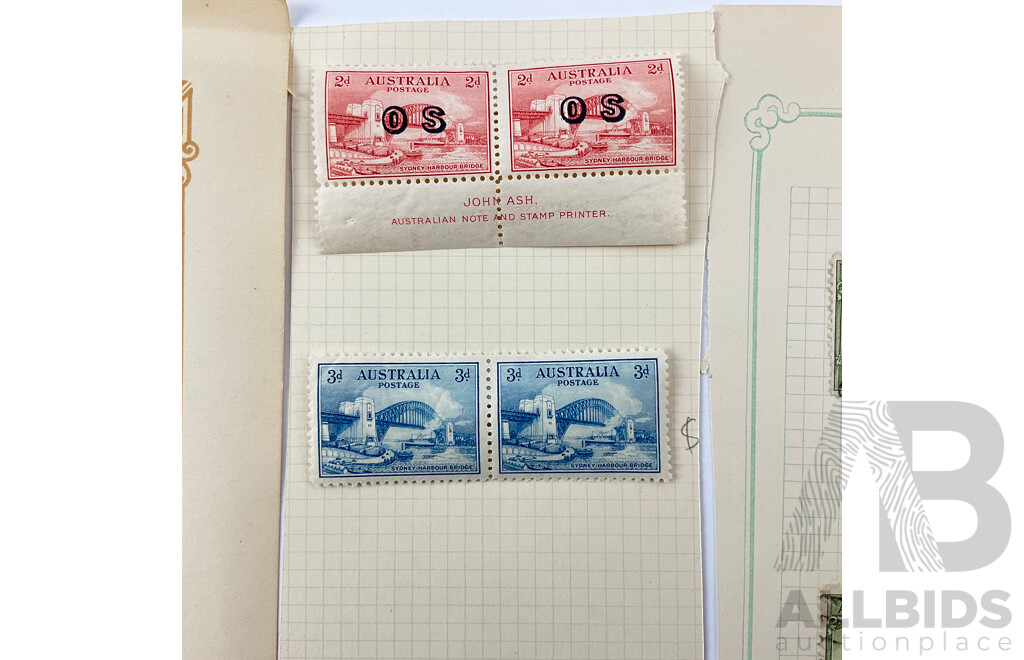 2d AUSTRALIA 2d
POSTAGE
OS
SYDNEY HARBOUR BRIDGE
2d AUSTRALIA 2d
POSTAGE
OS
SYDNEY HARBOUR BRIDGE
JOHN ASH.
AUSTRALIAN NOTE AND STAMP PRINTER.
3d AUSTRALIA 3d
POSTAGE
SYDNEY HARBOUR BRIDGE
3d AUSTRALIA 3d
POSTAGE
SYDNEY HARBOUR BRIDGE
$
AB
ALLBIDS
auctionplace